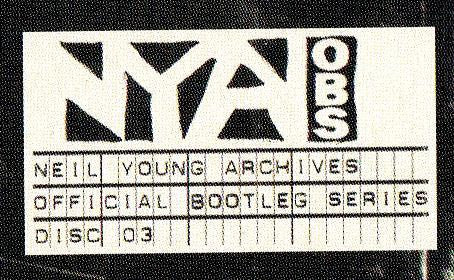 NYA OBS
NEIL YOUNG ARCHIVES
OFFICIAL BOOTLEG SERIES
DISC 03